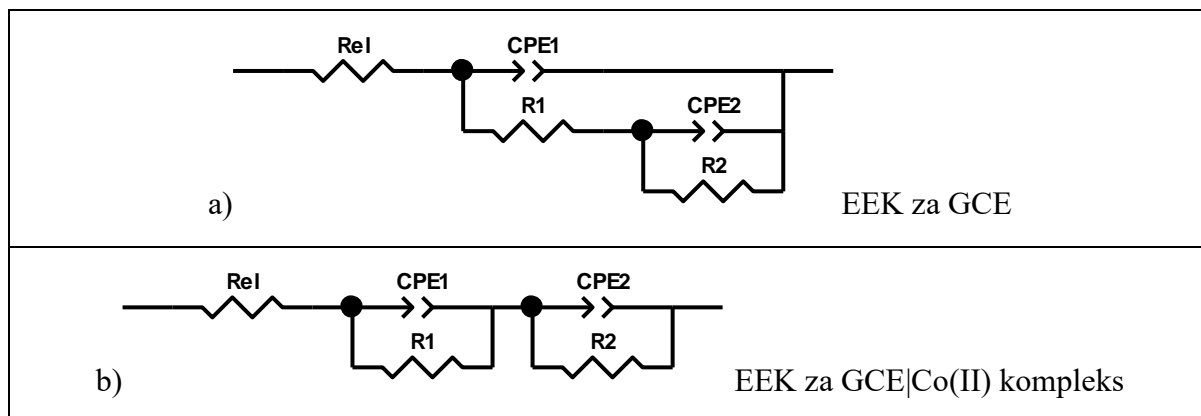 Rel CPE1
R1 CPE2
R2
a) EEK za GCE
Rel CPE1 CPE2
R1 R2
b) EEK za GCE|Co(II) kompleks